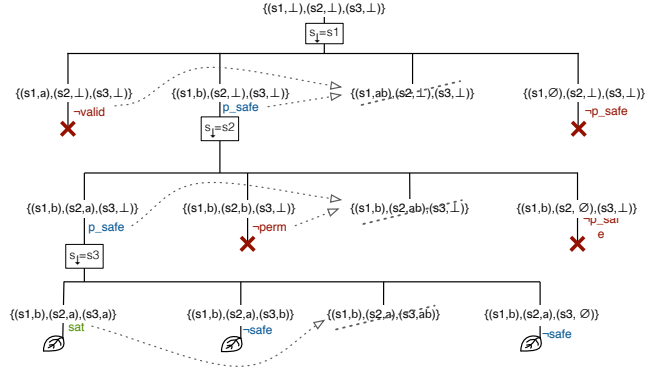 {(s1,⊥),(s2,⊥),(s3,⊥)}
s↓=s1
{(s1,a),(s2,⊥),(s3,⊥)} {(s1,b),(s2,⊥),(s3,⊥)} {(s1,ab),(s2,⊥),(s3,⊥)} {(s1,∅),(s2,⊥),(s3,⊥)}
¬valid p_safe ¬p_safe
s↓=s2
{(s1,b),(s2,a),(s3,⊥)} {(s1,b),(s2,b),(s3,⊥)} {(s1,b),(s2,ab),(s3,⊥)} {(s1,b),(s2, ∅),(s3,⊥)}
p_safe ¬perm ¬p_saf
e
s↓=s3
{(s1,b),(s2,a),(s3,a)} {(s1,b),(s2,a),(s3,b)} {(s1,b),(s2,a),(s3,ab)} {(s1,b),(s2,a),(s3, ∅)}
sat ¬safe ¬safe